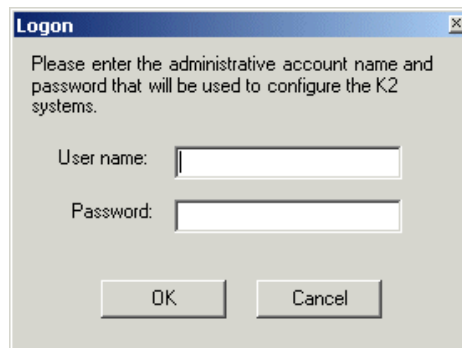 Logon
Please enter the administrative account name and
password that will be used to configure the K2
systems.
User name:
Password:
OK
Cancel